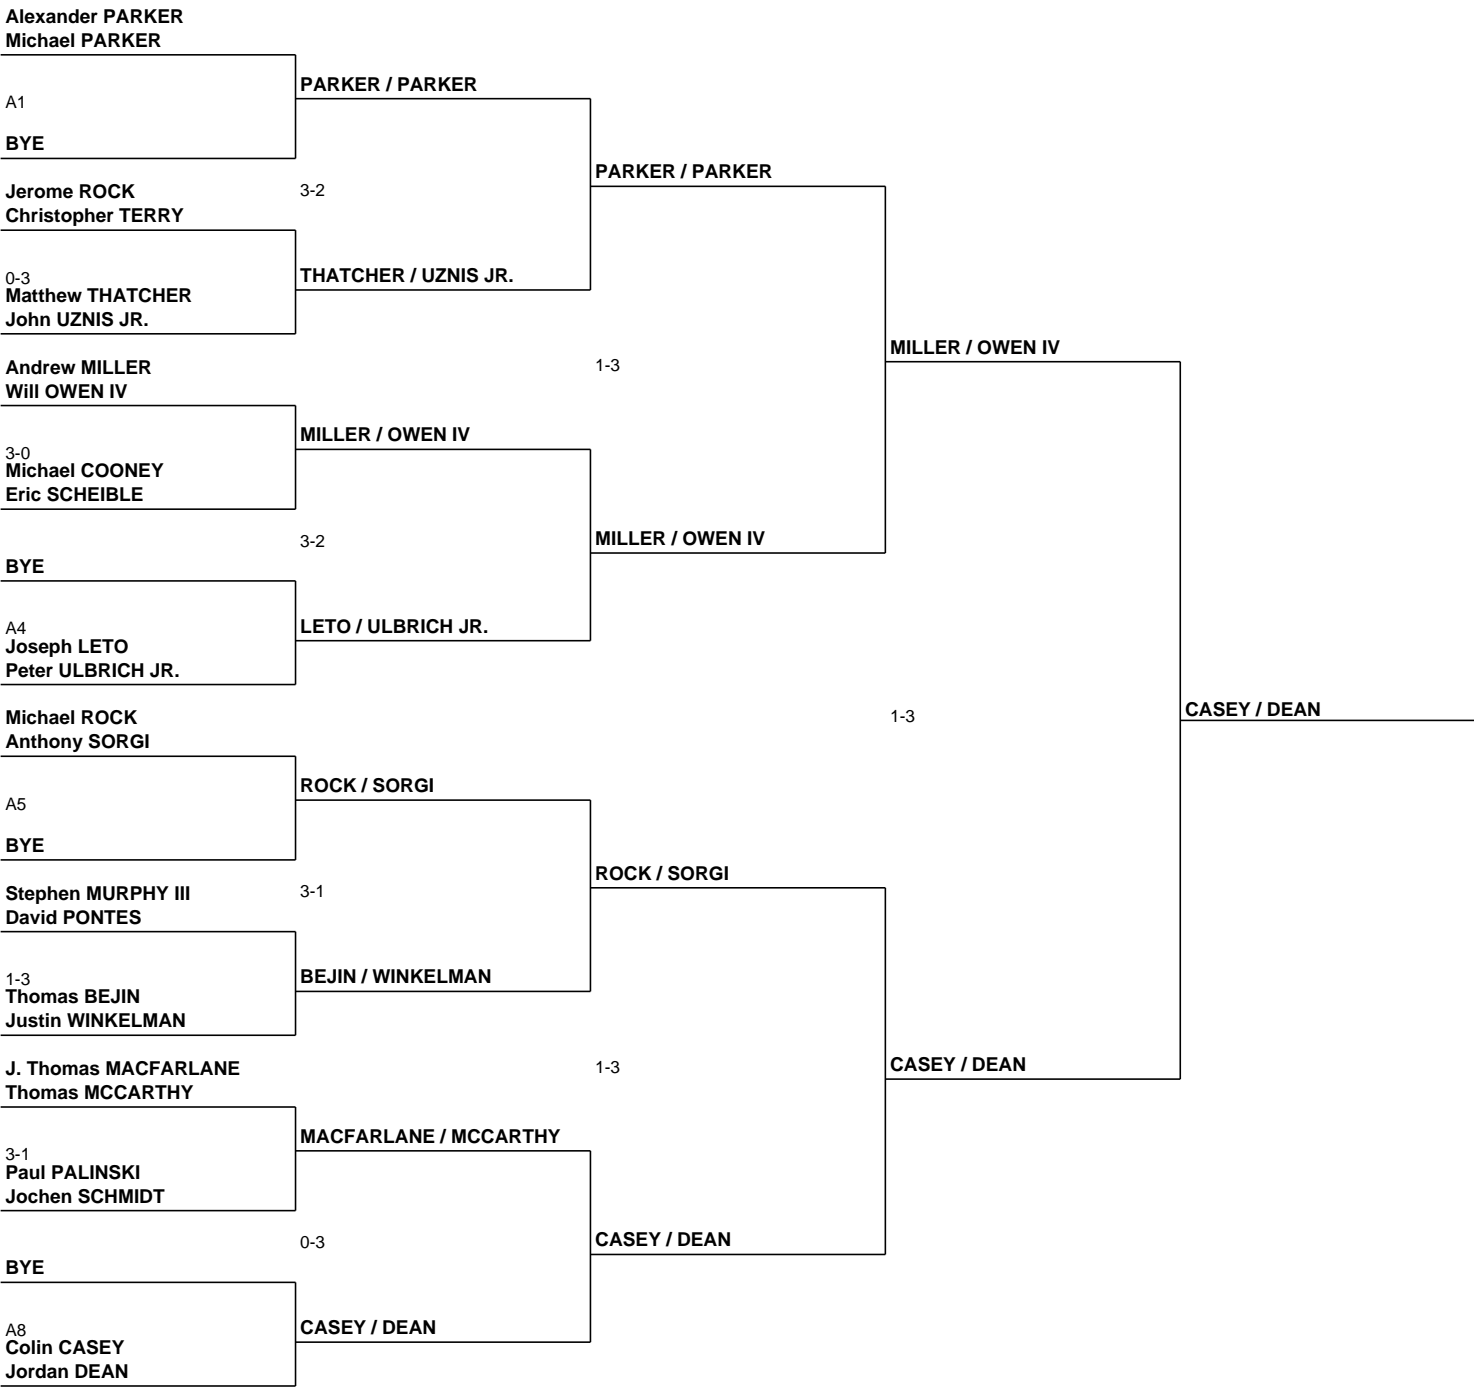 Alexander PARKER
Michael PARKER
PARKER / PARKER
A1
BYE
PARKER / PARKER
Jerome ROCK
Christopher TERRY
3-2
0-3
THATCHER / UZNIS JR.
Matthew THATCHER
John UZNIS JR.
MILLER / OWEN IV
Andrew MILLER
Will OWEN IV
1-3
MILLER / OWEN IV
3-0
Michael COONEY
Eric SCHEIBLE
3-2
MILLER / OWEN IV
BYE
A4
LETO / ULBRICH JR.
Joseph LETO
Peter ULBRICH JR.
Michael ROCK
Anthony SORGI
1-3
CASEY / DEAN
ROCK / SORGI
A5
BYE
ROCK / SORGI
Stephen MURPHY III
David PONTES
3-1
1-3
BEJIN / WINKELMAN
Thomas BEJIN
Justin WINKELMAN
J. Thomas MACFARLANE
Thomas MCCARTHY
1-3
CASEY / DEAN
MACFARLANE / MCCARTHY
3-1
Paul PALINSKI
Jochen SCHMIDT
0-3
CASEY / DEAN
BYE
A8
CASEY / DEAN
Colin CASEY
Jordan DEAN